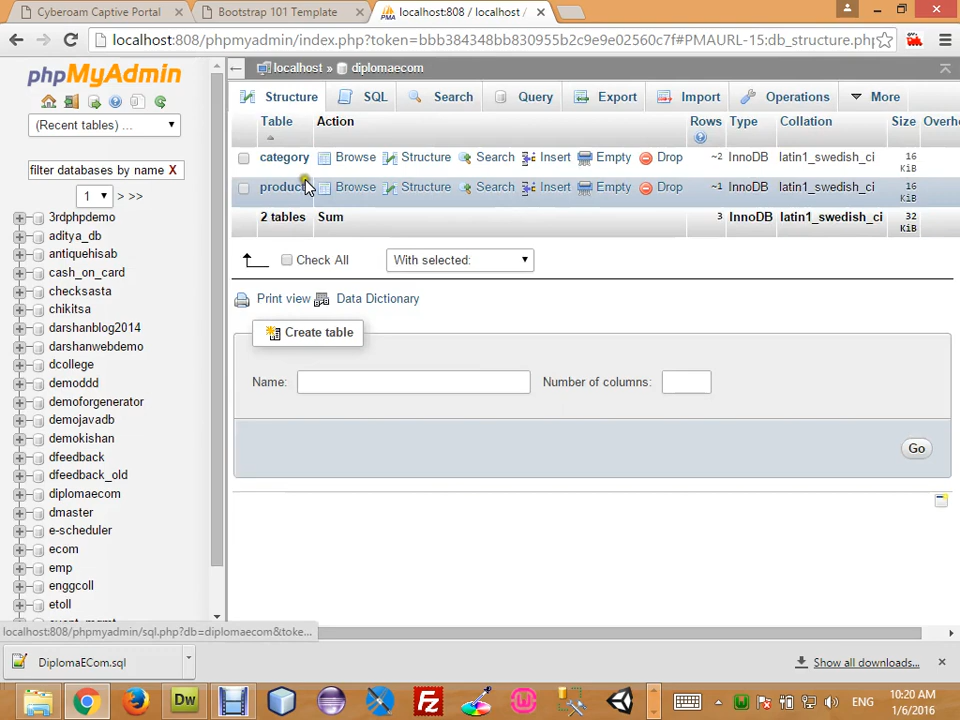 Cyberoam Captive Portal
Bootstrap 101 Template
localhost:808 / localhost /
localhost:808/phpmyadmin/index.php?token=bbb384348bb830955b2c9e9e02560c7f#PMAURL-15:db_structure.php
phpMyAdmin
(Recent tables) ...
filter databases by name X
1 > >>
3rdphpdemo
aditya_db
antiquehisab
cash_on_card
checksasta
chikitsa
darshanblog2014
darshanwebdemo
dcollege
demoddd
demoforgenerator
demojavadb
demokishan
dfeedback
dfeedback_old
diplomaecom
dmaster
e-scheduler
ecom
emp
enggcoll
etoll
localhost » diplomaecom
Structure SQL Search Query Export Import Operations More
Table Action Rows Type Collation Size Overhe
category Browse Structure Search Insert Empty Drop ~2 InnoDB latin1_swedish_ci 16 KiB
product Browse Structure Search Insert Empty Drop ~1 InnoDB latin1_swedish_ci 16 KiB
2 tables Sum 3 InnoDB latin1_swedish_ci 32 KiB
Check All With selected:
Print view Data Dictionary
Create table
Name: Number of columns:
Go
localhost:808/phpmyadmin/sql.php?db=diplomaecom&toke...
DiplomaECom.sql
Show all downloads...
ENG
10:20 AM
1/6/2016